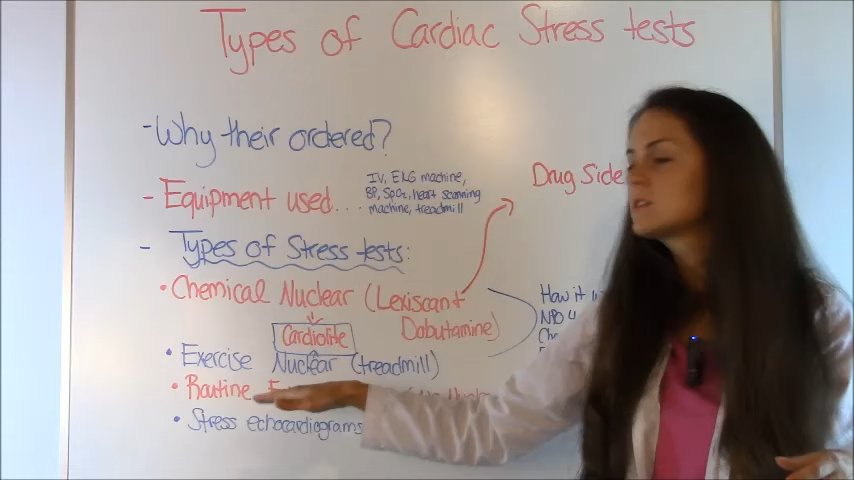 Types of Cardiac Stress tests
- Why their ordered?
- Equipment used...
IV, EKG machine,
BP, SpO2, heart scanning
machine, treadmill
Drug Side
- Types of Stress tests:
• Chemical Nuclear (Lexiscan +
Dobutamine)
Cardiolite
How it
NPO 4
• Exercise Nuclear (treadmill)
• Routine
• Stress echocardiograms